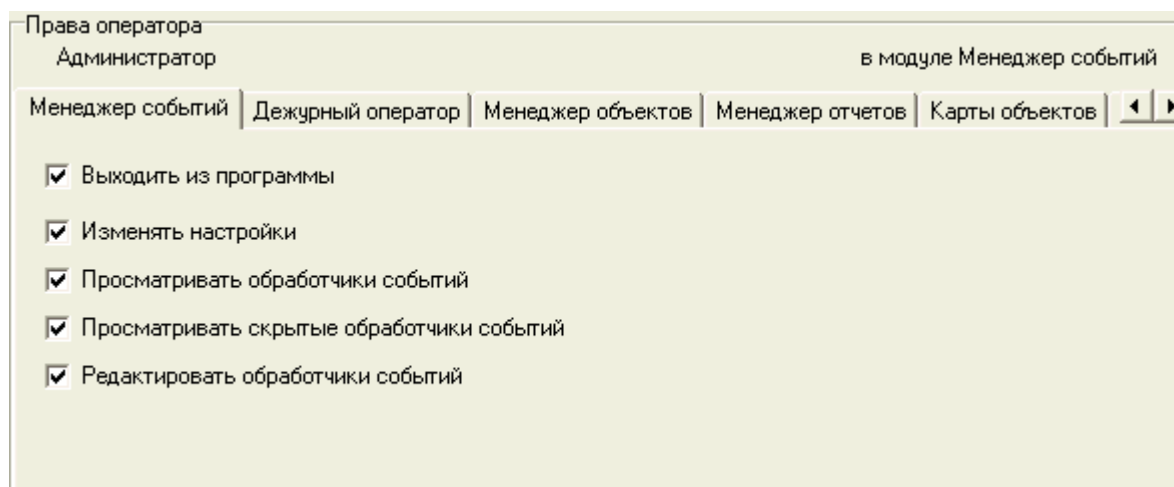 Права оператора
Администратор в модуле Менеджер событий
Менеджер событий Дежурный оператор Менеджер объектов Менеджер отчетов Карты объектов
Выходить из программы
Изменять настройки
Просматривать обработчики событий
Просматривать скрытые обработчики событий
Редактировать обработчики событий